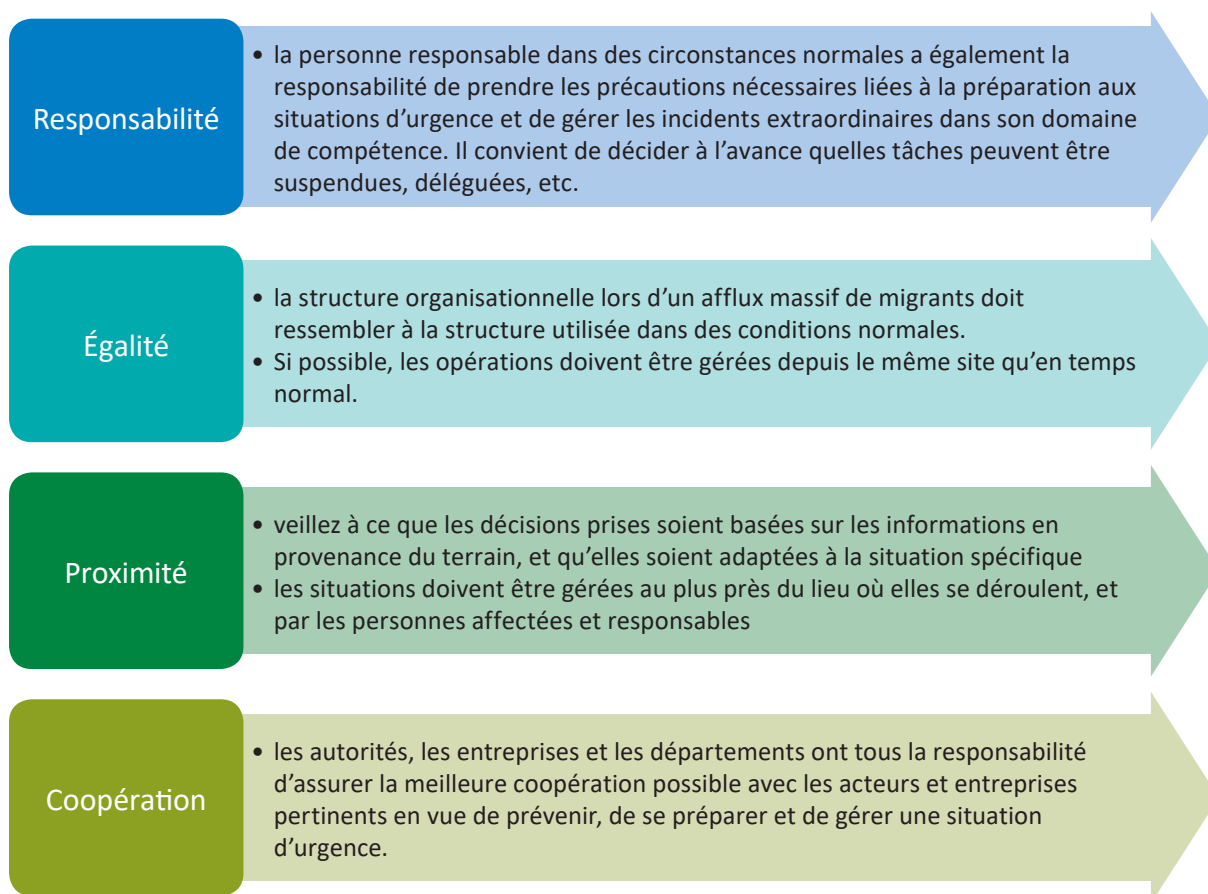 Responsabilité
• la personne responsable dans des circonstances normales a également la
responsabilité de prendre les précautions nécessaires liées à la préparation aux
situations d’urgence et de gérer les incidents extraordinaires dans son domaine
de compétence. Il convient de décider à l’avance quelles tâches peuvent être
suspendues, déléguées, etc.
Égalité
• la structure organisationnelle lors d’un afflux massif de migrants doit
ressembler à la structure utilisée dans des conditions normales.
• Si possible, les opérations doivent être gérées depuis le même site qu’en temps
normal.
Proximité
• veillez à ce que les décisions prises soient basées sur les informations en
provenance du terrain, et qu’elles soient adaptées à la situation spécifique
• les situations doivent être gérées au plus près du lieu où elles se déroulent, et
par les personnes affectées et responsables
Coopération
• les autorités, les entreprises et les départements ont tous la responsabilité
d’assurer la meilleure coopération possible avec les acteurs et entreprises
pertinents en vue de prévenir, de se préparer et de gérer une situation
d’urgence.